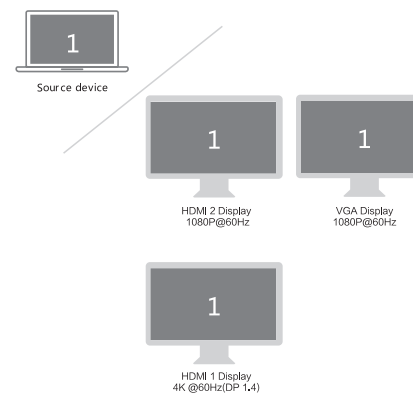 1
Source device
1
1
HDMI 2 Display
1080P@60Hz
VGA Display
1080P@60Hz
1
HDMI 1 Display
4K @60Hz(DP 1.4)